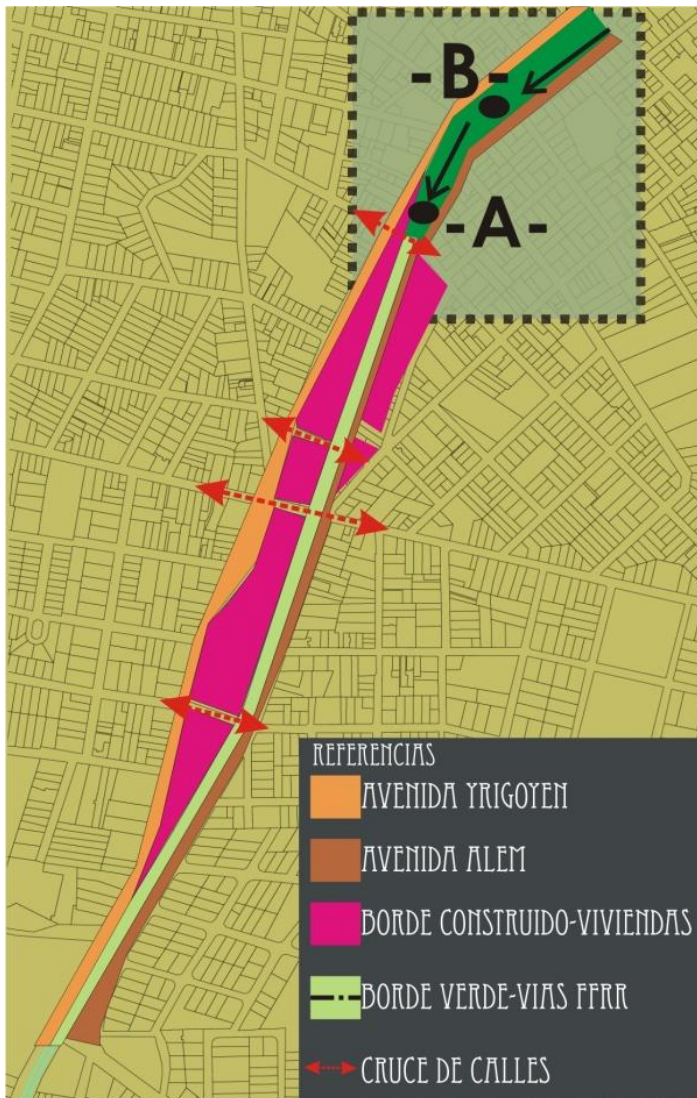 -B-
-A-
REFERENCIAS
AVENIDA YRIGOYEN
AVENIDA ALEM
BORDE CONSTRUIDO-VIVIENDAS
BORDE VERDE-VIAS FFRR
CRUCE DE CALLES